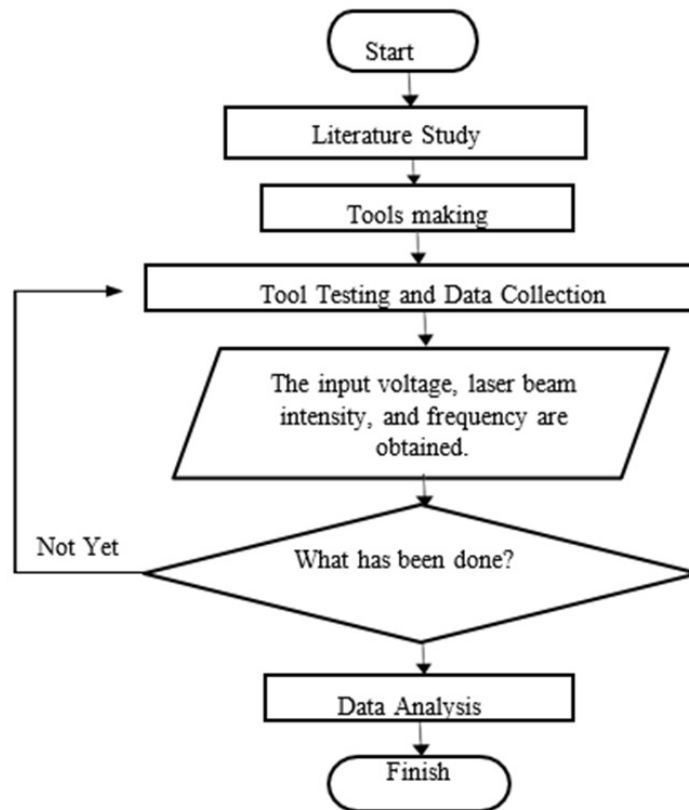 Start
Literature Study
Tools making
Tool Testing and Data Collection
The input voltage, laser beam
intensity, and frequency are
obtained.
Not Yet
What has been done?
Data Analysis
Finish